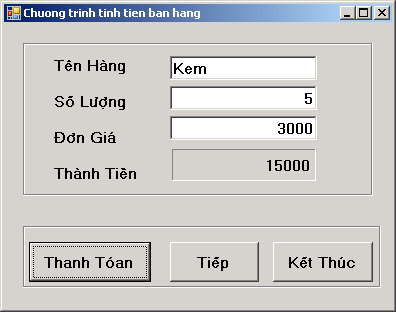 Chuong trinh tinh tien ban hang
Tên Hàng
Kem
Số Lượng
5
Đơn Giá
3000
Thành Tiền
15000
Thanh Tóan
Tiếp
Kết Thúc